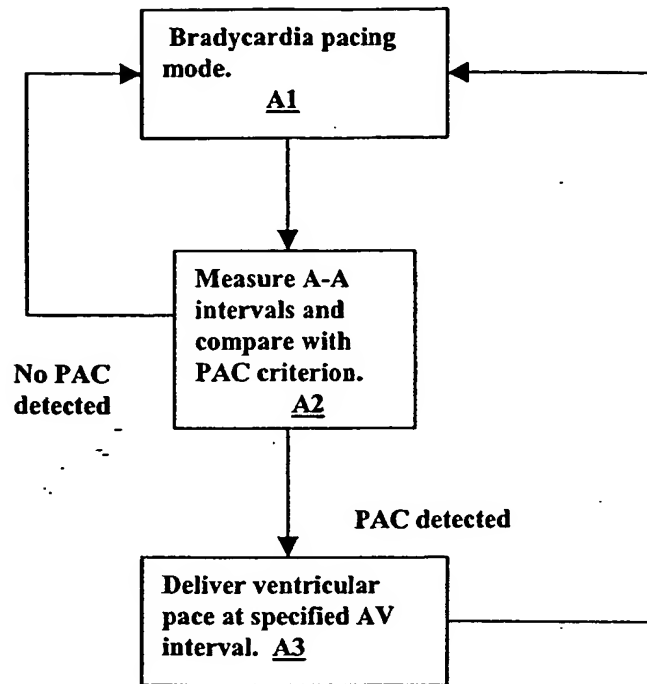 Bradycardia pacing
mode.
A1
Measure A-A
intervals and
compare with
PAC criterion.
A2
No PAC
detected
PAC detected
Deliver ventricular
pace at specified AV
interval. A3